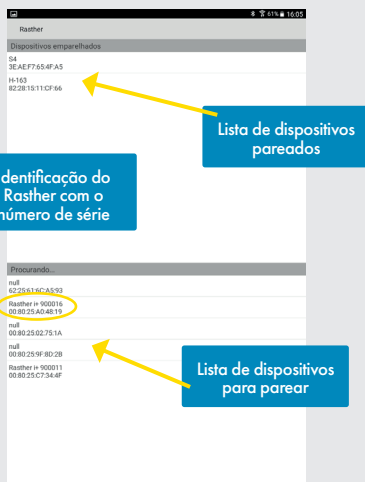 61% 16:05
Rasther
Dispositivos emparelhados
S4
3E:AE:F7:65:4F:A5
H-163
82:28:15:11:CF:66
Lista de dispositivos
pareados
dentificação do
Rasther com o
número de série
Procurando...
null
62:25:61:6C:A5:93
Rasther i+ 900016
00:80:25:A0:48:19
null
00:80:25:02:75:1A
null
00:80:25:9F:8D:2B
Rasther i+ 900011
00:80:25:C7:34:4F
Lista de dispositivos
para parear